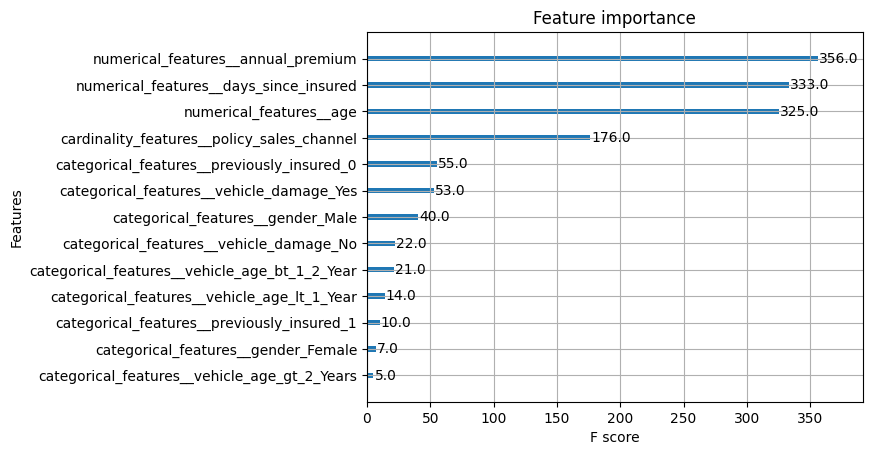 Feature importance
numerical_features__annual_premium 356.0
numerical_features__days_since_insured 333.0
numerical_features__age 325.0
cardinality_features__policy_sales_channel 176.0
categorical_features__previously_insured_0 55.0
categorical_features__vehicle_damage_Yes 53.0
categorical_features__gender_Male 40.0
categorical_features__vehicle_damage_No 22.0
categorical_features__vehicle_age_bt_1_2_Year 21.0
categorical_features__vehicle_age_lt_1_Year 14.0
categorical_features__previously_insured_1 10.0
categorical_features__gender_Female 7.0
categorical_features__vehicle_age_gt_2_Years 5.0
Features
0 50 100 150 200 250 300 350
F score